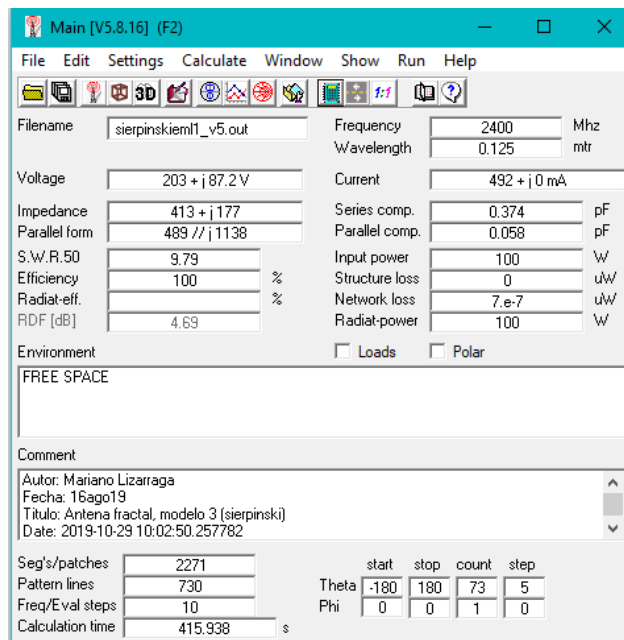 Main [V5.8.16] (F2)
File Edit Settings Calculate Window Show Run Help
3D 1:1
Filename sierpinskieml1_v5.out Frequency 2400 Mhz
Wavelength 0.125 mtr
Voltage 203 + j 87.2 V Current 492 + j 0 mA
Impedance 413 + j 177 Series comp. 0.374 pF
Parallel form 489 // j 1138 Parallel comp. 0.058 pF
S.W.R.50 9.79 Input power 100 W
Efficiency 100 % Structure loss 0 uW
Radiat-eff. % Network loss 7.e-7 uW
RDF [dB] 4.69 Radiat-power 100 W
Environment Loads Polar
FREE SPACE
Comment
Autor: Mariano Lizarraga
Fecha: 16ago19
Titulo: Antena fractal, modelo 3 (sierpinski)
Date: 2019-10-29 10:02:50.257782
Seg's/patches 2271 start stop count step
Pattern lines 730 Theta -180 180 73 5
Freq/Eval steps 10 Phi 0 0 1 0
Calculation time 415.938 s